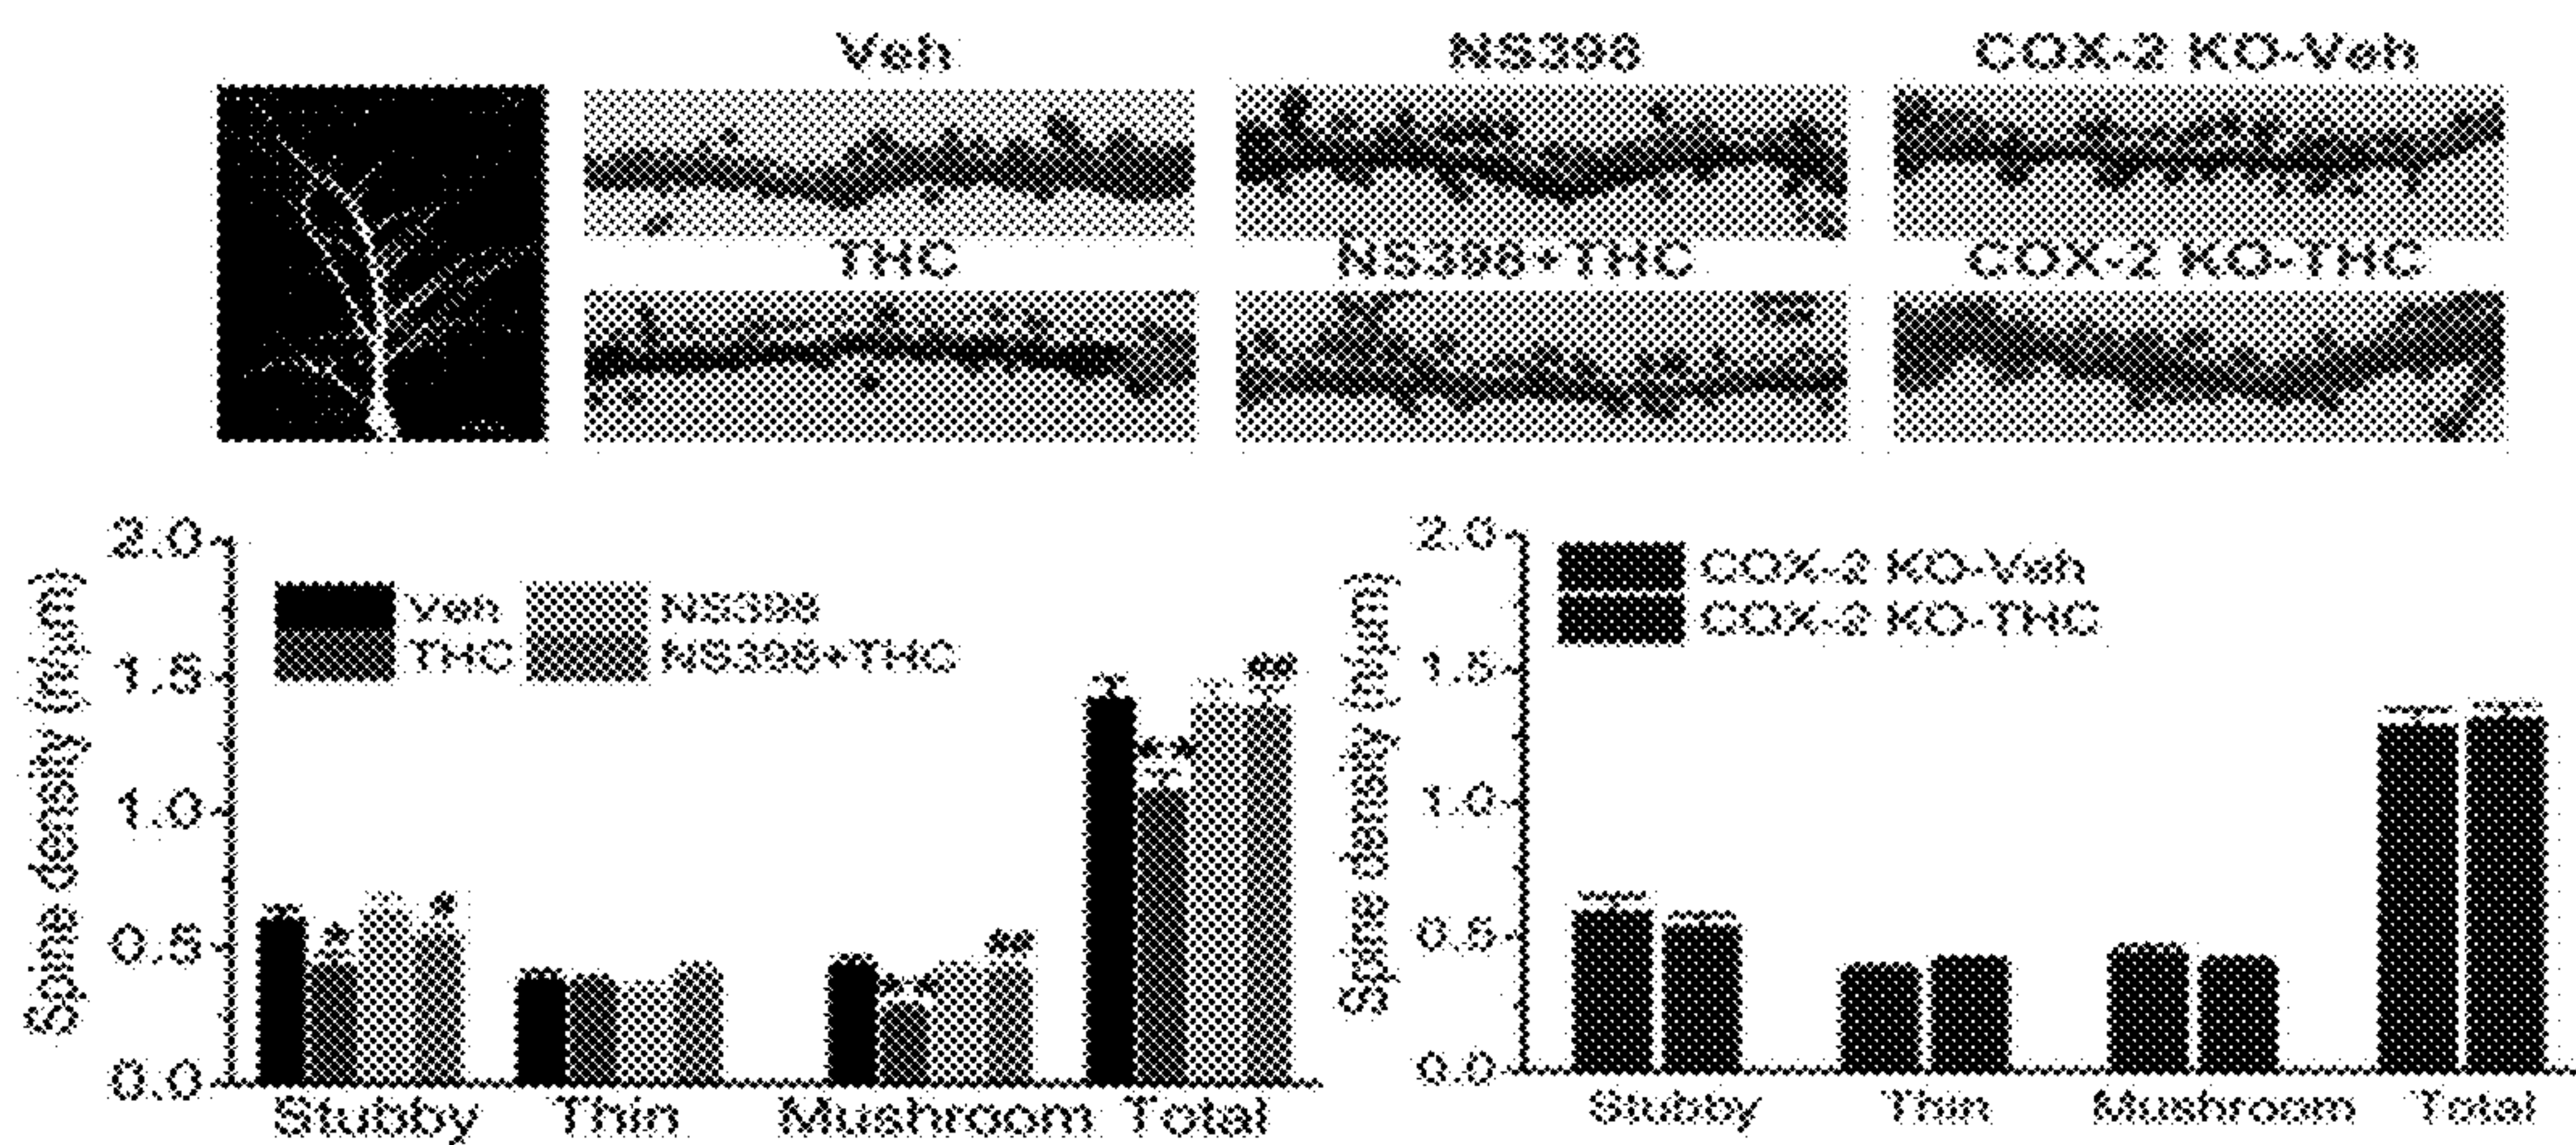 Veh
NS398
COX-2 KO-Veh
THC
NS398+THC
COX-2 KO-THC
Spine density (n/μm)
2.0
1.5
1.0
0.5
0.0
Veh
THC
NS398
NS398+THC
*
#
**
##
**
##
Stubby
Thin
Mushroom
Total
Spine density (n/μm)
2.0
1.5
1.0
0.5
0.0
COX-2 KO-Veh
COX-2 KO-THC
Stubby
Thin
Mushroom
Total